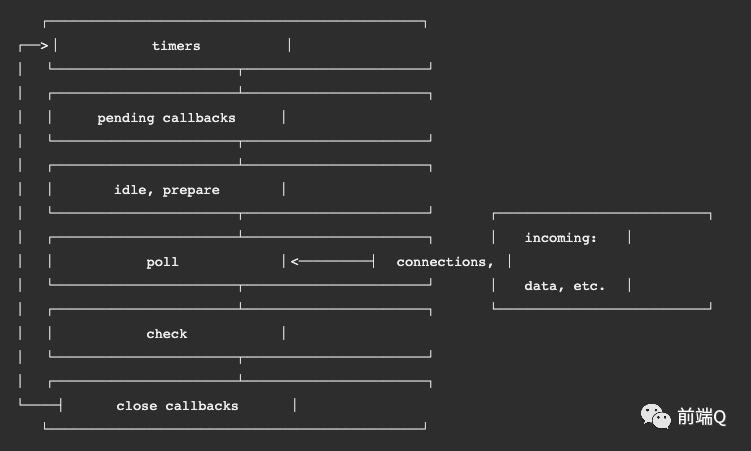 timers
pending callbacks
idle, prepare
incoming:
poll
connections,
data, etc.
check
close callbacks
前端Q